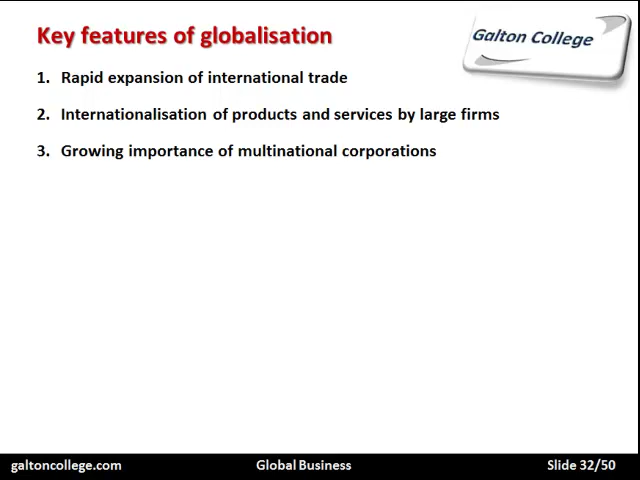 Key features of globalisation
Galton College
1. Rapid expansion of international trade
2. Internationalisation of products and services by large firms
3. Growing importance of multinational corporations
galtoncollege.com Global Business Slide 32/50